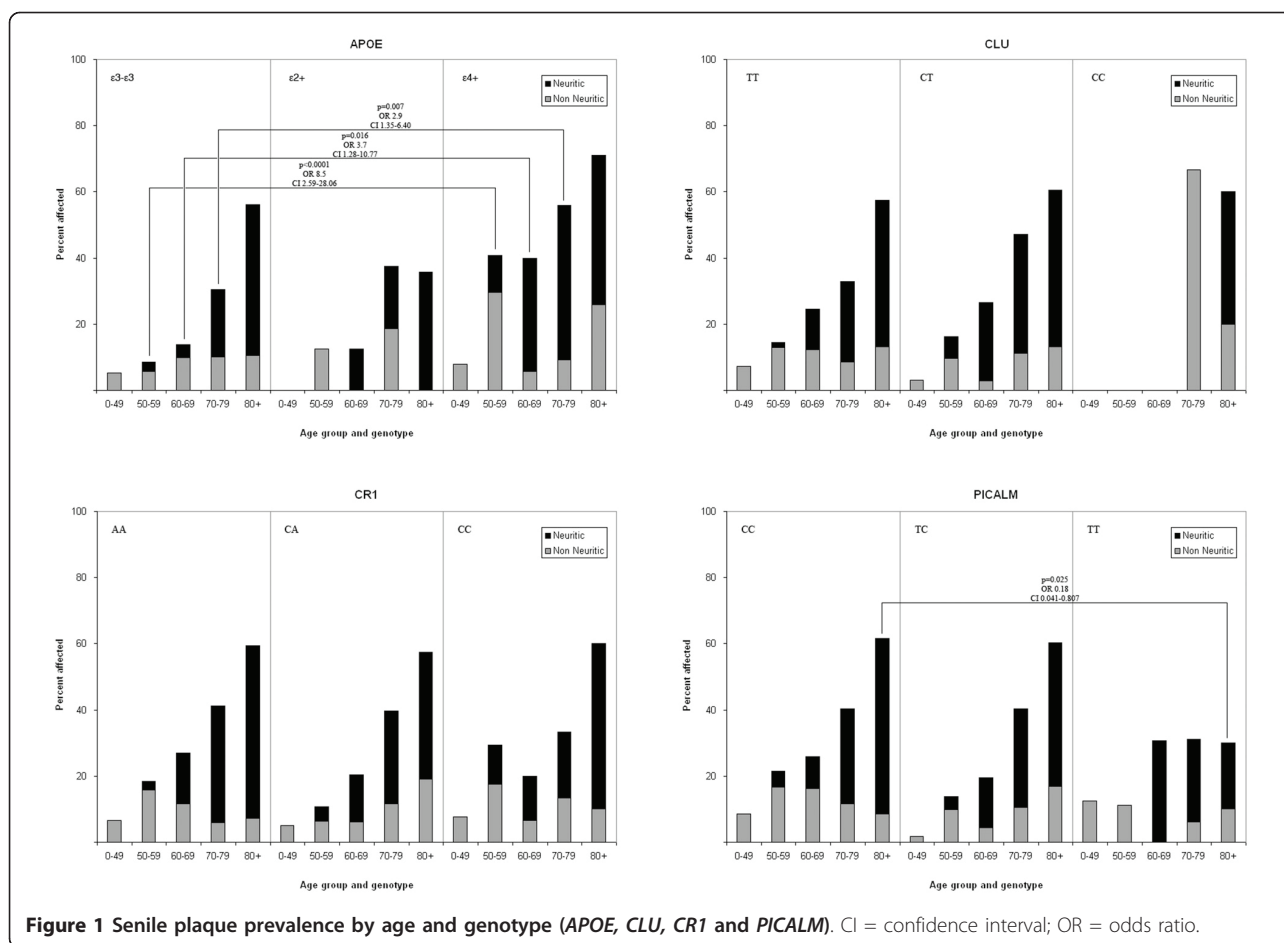 APOE
100
80
60
40
20
Percent affected
ε3-ε3
ε2+
ε4+
Neuritic
Non Neuritic
p=0.007
OR 2.9
CI 1.35-6.40
p=0.016
OR 3.7
CI 1.28-10.77
p<0.0001
OR 8.5
CI 2.59-28.06
0-49 50-59 60-69 70-79 80+ 0-49 50-59 60-69 70-79 80+ 0-49 50-59 60-69 70-79 80+
Age group and genotype
CLU
100
80
60
40
20
Percent affected
TT
CT
CC
Neuritic
Non Neuritic
0-49 50-59 60-69 70-79 80+ 0-49 50-59 60-69 70-79 80+ 0-49 50-59 60-69 70-79 80+
Age group and genotype
CR1
100
80
60
40
20
Percent affected
AA
CA
CC
Neuritic
Non Neuritic
0-49 50-59 60-69 70-79 80+ 0-49 50-59 60-69 70-79 80+ 0-49 50-59 60-69 70-79 80+
Age group and genotype
PICALM
100
80
60
40
20
Percent affected
CC
TC
TT
Neuritic
Non Neuritic
p=0.025
OR 0.18
CI 0.041-0.807
0-49 50-59 60-69 70-79 80+ 0-49 50-59 60-69 70-79 80+ 0-49 50-59 60-69 70-79 80+
Age group and genotype
Figure 1 Senile plaque prevalence by age and genotype (APOE, CLU, CR1 and PICALM). CI = confidence interval; OR = odds ratio.